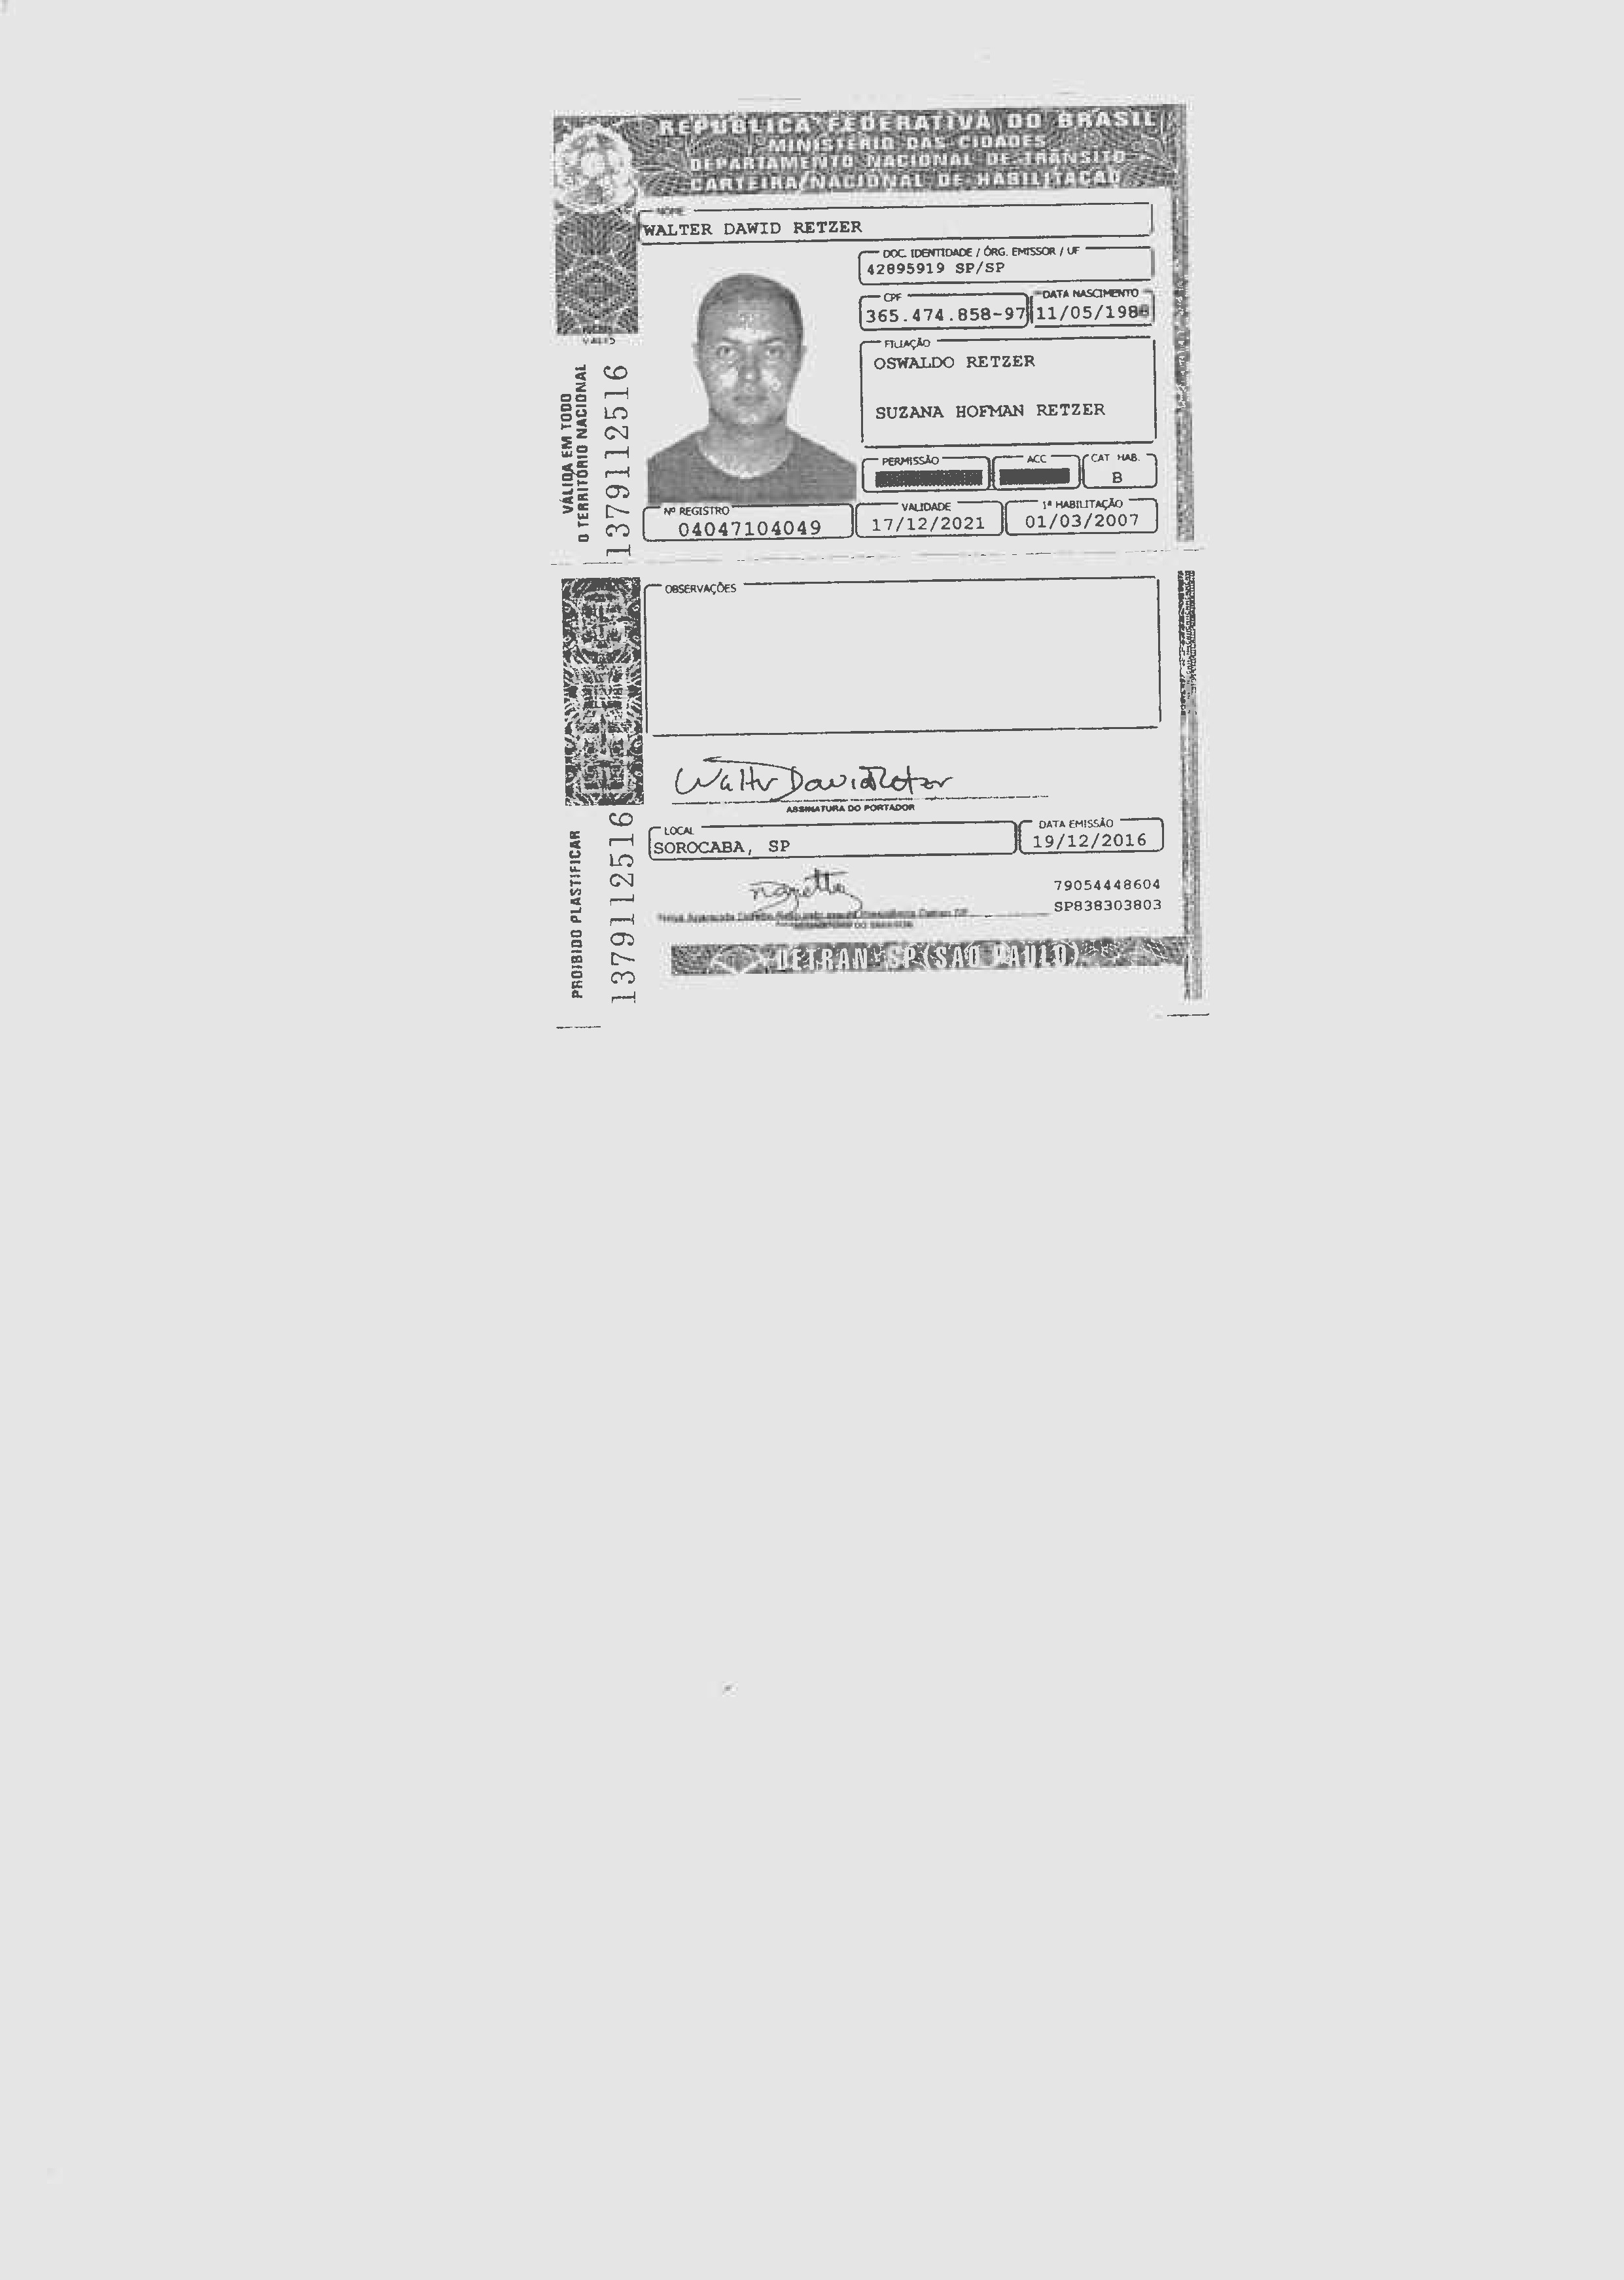 REPÚBLICA FEDERATIVA DO BRASIL
MINISTÉRIO DAS CIDADES
DEPARTAMENTO NACIONAL DE TRÂNSITO
CARTEIRA NACIONAL DE HABILITAÇÃO
NOME
WALTER DAWID RETZER
DOC. IDENTIDADE / ÓRG. EMISSOR / UF
42895919 SP/SP
CPF
365.474.858-97
DATA NASCIMENTO
11/05/198
FILIAÇÃO
OSWALDO RETZER
SUZANA HOFMAN RETZER
PERMISSÃO
ACC
CAT HAB.
B
Nº REGISTRO
04047104049
VALIDADE
17/12/2021
1ª HABILITAÇÃO
01/03/2007
VÁLIDA EM TODO
O TERRITÓRIO NACIONAL
1379112516
OBSERVAÇÕES
Walter David Retzer
ASSINATURA DO PORTADOR
LOCAL
SOROCABA, SP
DATA EMISSÃO
19/12/2016
79054448604
SP838303803
PROIBIDO PLASTIFICAR
1379112516
DETRAN-SP (SÃO PAULO)